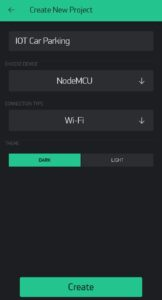 Create New Project
IOT Car Parking
CHOOSE DEVICE
NodeMCU
CONNECTION TYPE
Wi-Fi
THEME
DARK LIGHT
Create